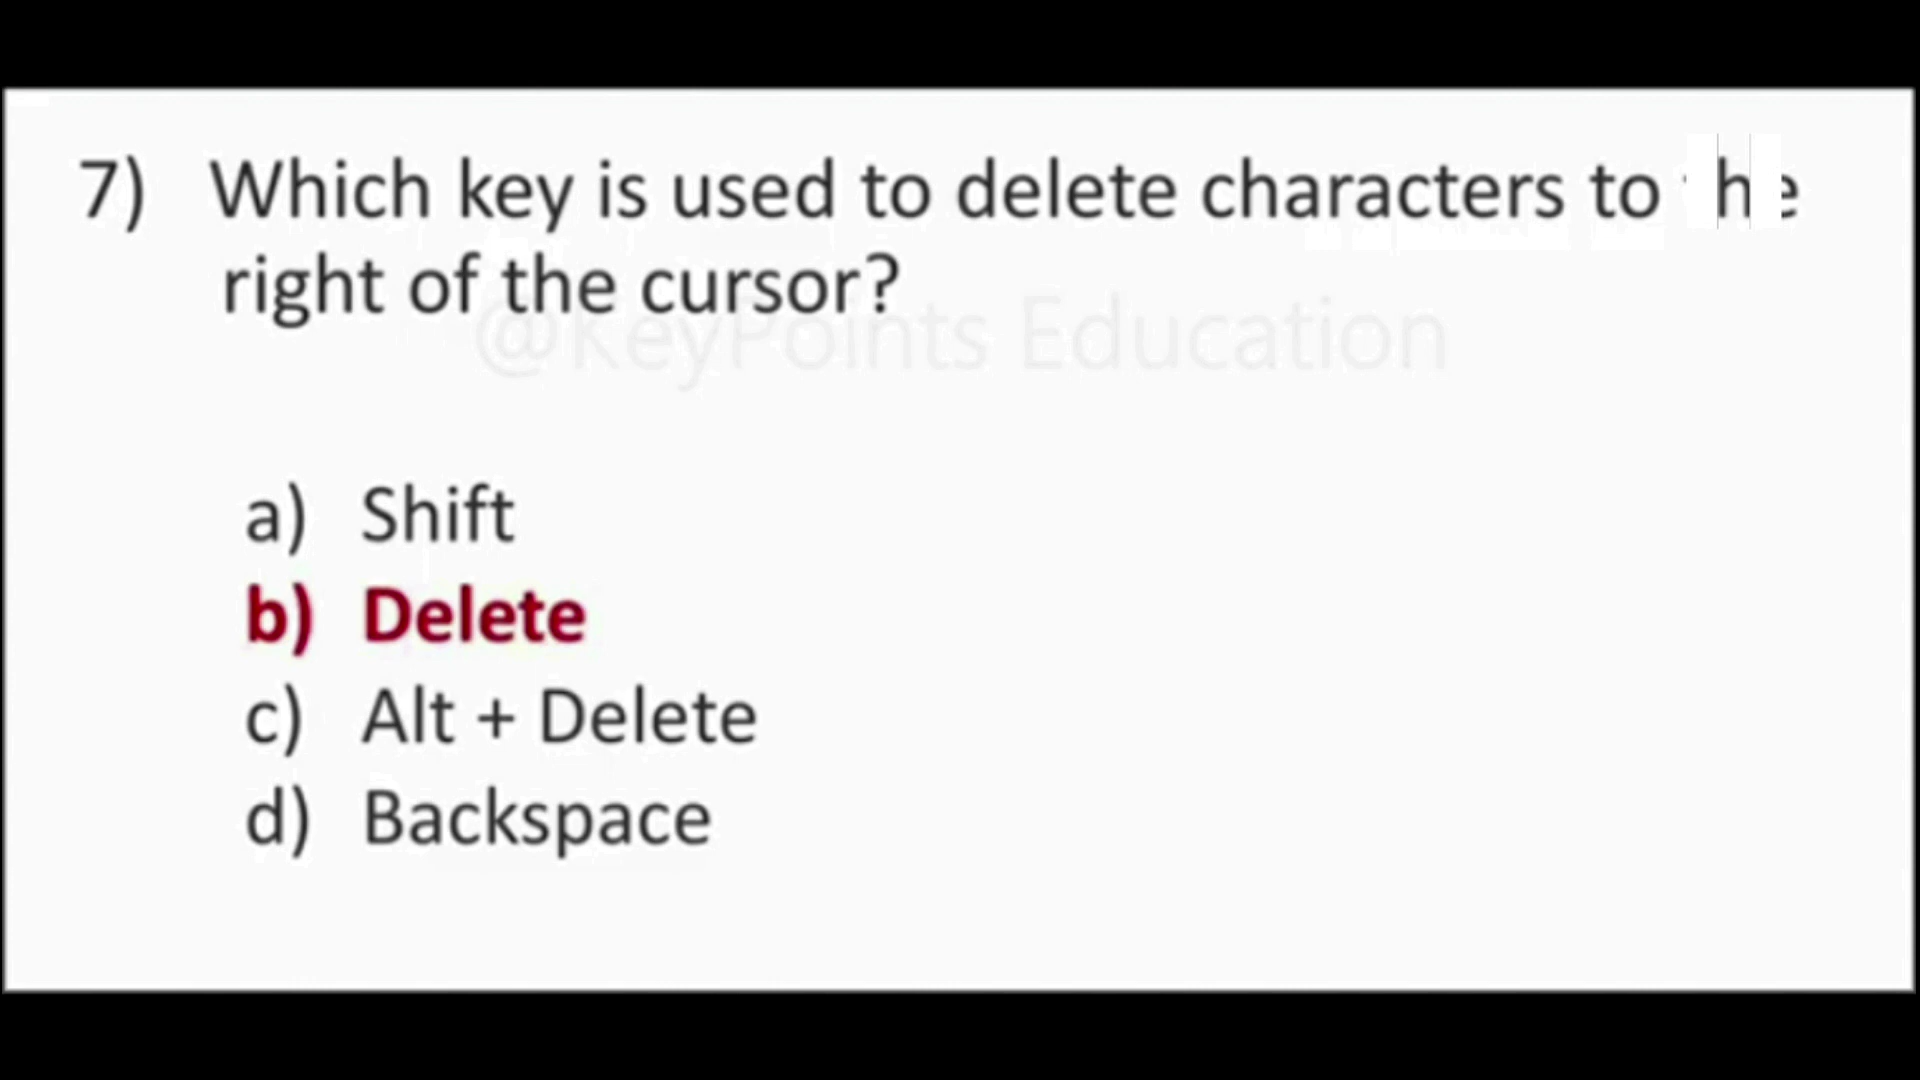 7) Which key is used to delete characters to the
right of the cursor?
@KeyPoints Education
a) Shift
b) Delete
c) Alt + Delete
d) Backspace